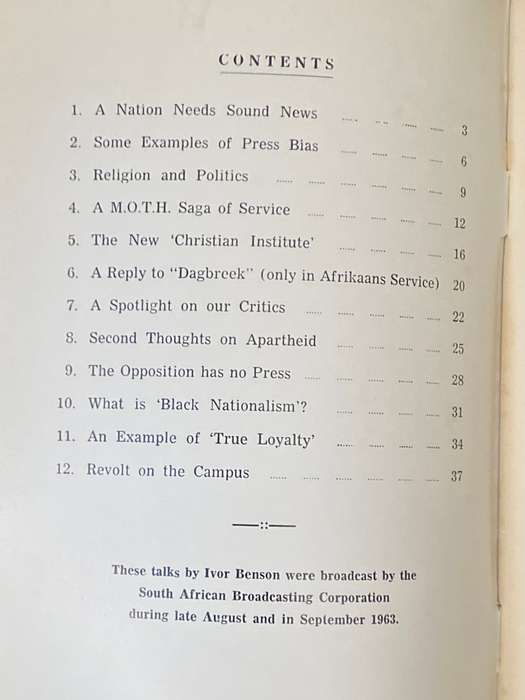 CONTENTS
1. A Nation Needs Sound News ...... ...... ...... ...... 3
2. Some Examples of Press Bias ...... ...... ...... ...... 6
3. Religion and Politics ...... ...... ...... ...... ...... ...... 9
4. A M.O.T.H. Saga of Service ...... ...... ...... ...... ...... 12
5. The New 'Christian Institute' ...... ...... ...... ...... 16
6. A Reply to "Dagbreek" (only in Afrikaans Service) 20
7. A Spotlight on our Critics ...... ...... ...... ...... ...... 22
8. Second Thoughts on Apartheid ...... ...... ...... ...... 25
9. The Opposition has no Press ...... ...... ...... ...... ...... 28
10. What is 'Black Nationalism'? ...... ...... ...... ...... 31
11. An Example of 'True Loyalty' ...... ...... ...... ...... 34
12. Revolt on the Campus ...... ...... ...... ...... ...... ...... 37
These talks by Ivor Benson were broadcast by the
South African Broadcasting Corporation
during late August and in September 1963.